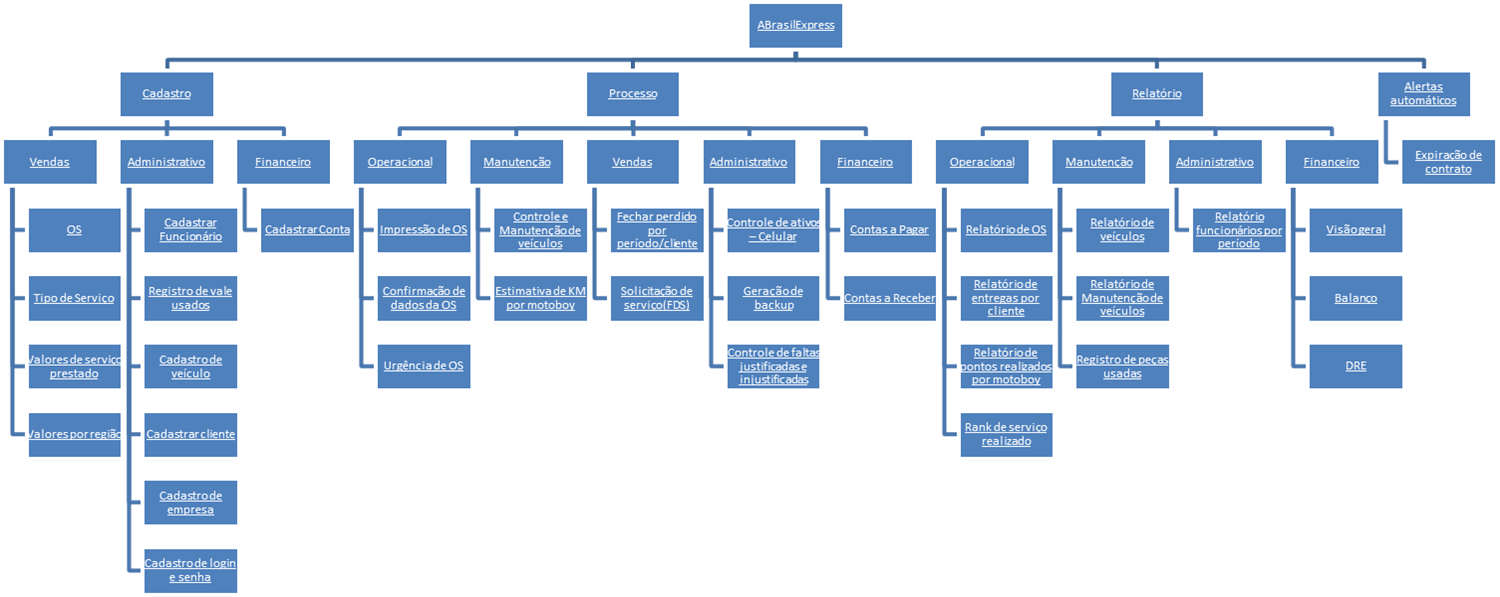 ABrasilExpress
Cadastro
Processo
Relatório
Alertas
automáticos
Vendas
Administrativo
Financeiro
Operacional
Manutenção
Vendas
Administrativo
Financeiro
Operacional
Manutenção
Administrativo
Financeiro
Expiração de
contrato
OS
Cadastrar
Funcionário
Cadastrar Conta
Impressão de OS
Controle e
Manutenção de
veículos
Fechar perdido
por
período/cliente
Controle de ativos
– Celular
Contas a Pagar
Relatório de OS
Relatório de
veículos
Relatório
funcionários por
período
Visão geral
Tipo de Serviço
Registro de vale
usados
Confirmação de
dados da OS
Estimativa de KM
por motoboy
Solicitação de
serviço(FDS)
Geração de
backup
Contas a Receber
Relatório de
entregas por
cliente
Relatório de
Manutenção de
veículos
Balanço
Valores de serviço
prestado
Cadastro de
veículo
Urgência de OS
Controle de faltas
justificadas e
injustificadas
Relatório de
pontos realizados
por motoboy
Registro de peças
usadas
DRE
Valores por região
Cadastrar cliente
Rank de serviço
realizado
Cadastro de
empresa
Cadastro de login
e senha